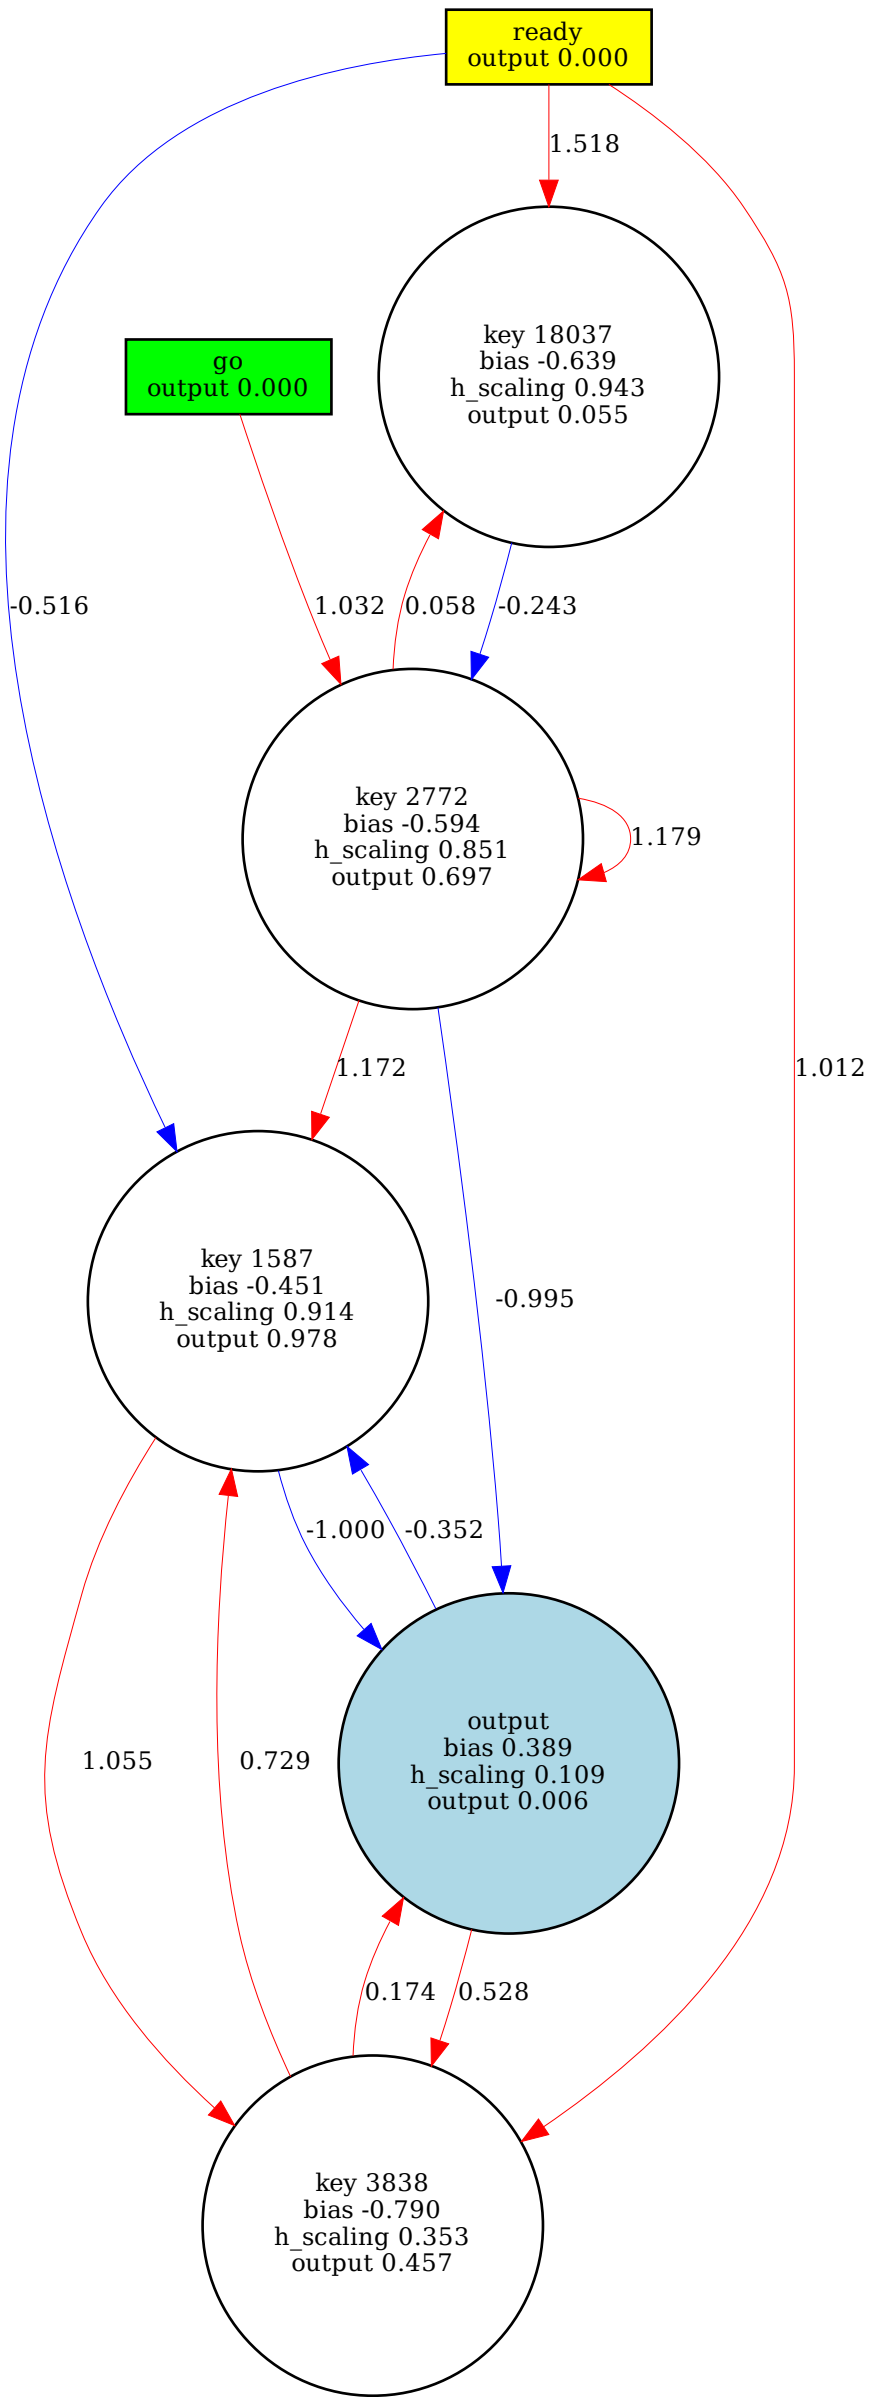 ready
output 0.000
1.518
key 18037
bias -0.639
h_scaling 0.943
output 0.055
go
output 0.000
-0.516
1.032
0.058
-0.243
key 2772
bias -0.594
h_scaling 0.851
output 0.697
1.179
1.172
1.012
key 1587
bias -0.451
h_scaling 0.914
output 0.978
-0.995
-1.000
-0.352
output
bias 0.389
h_scaling 0.109
output 0.006
1.055
0.729
0.174
0.528
key 3838
bias -0.790
h_scaling 0.353
output 0.457